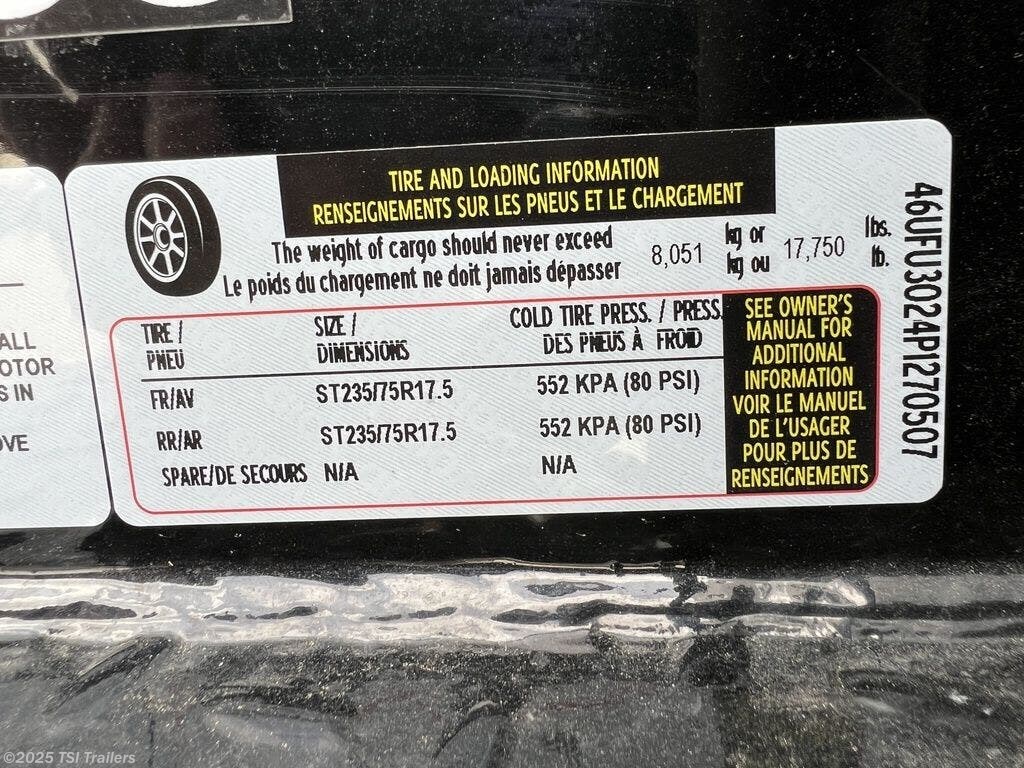 TIRE AND LOADING INFORMATION
RENSEIGNEMENTS SUR LES PNEUS ET LE CHARGEMENT
The weight of cargo should never exceed
Le poids du chargement ne doit jamais dépasser
8,051 kg or 17,750 lbs.
kg ou lb.
TIRE / SIZE / COLD TIRE PRESS. / PRESS.
PNEU DIMENSIONS DES PNEUS À FROID
FR/AV ST235/75R17.5 552 KPA (80 PSI)
RR/AR ST235/75R17.5 552 KPA (80 PSI)
SPARE/DE SECOURS N/A N/A
SEE OWNER'S
MANUAL FOR
ADDITIONAL
INFORMATION
VOIR LE MANUEL
DE L'USAGER
POUR PLUS DE
RENSEIGNEMENTS
46UFU3024P1270507
ALL
OTOR
S IN
OVE
©2025 TSI Trailers